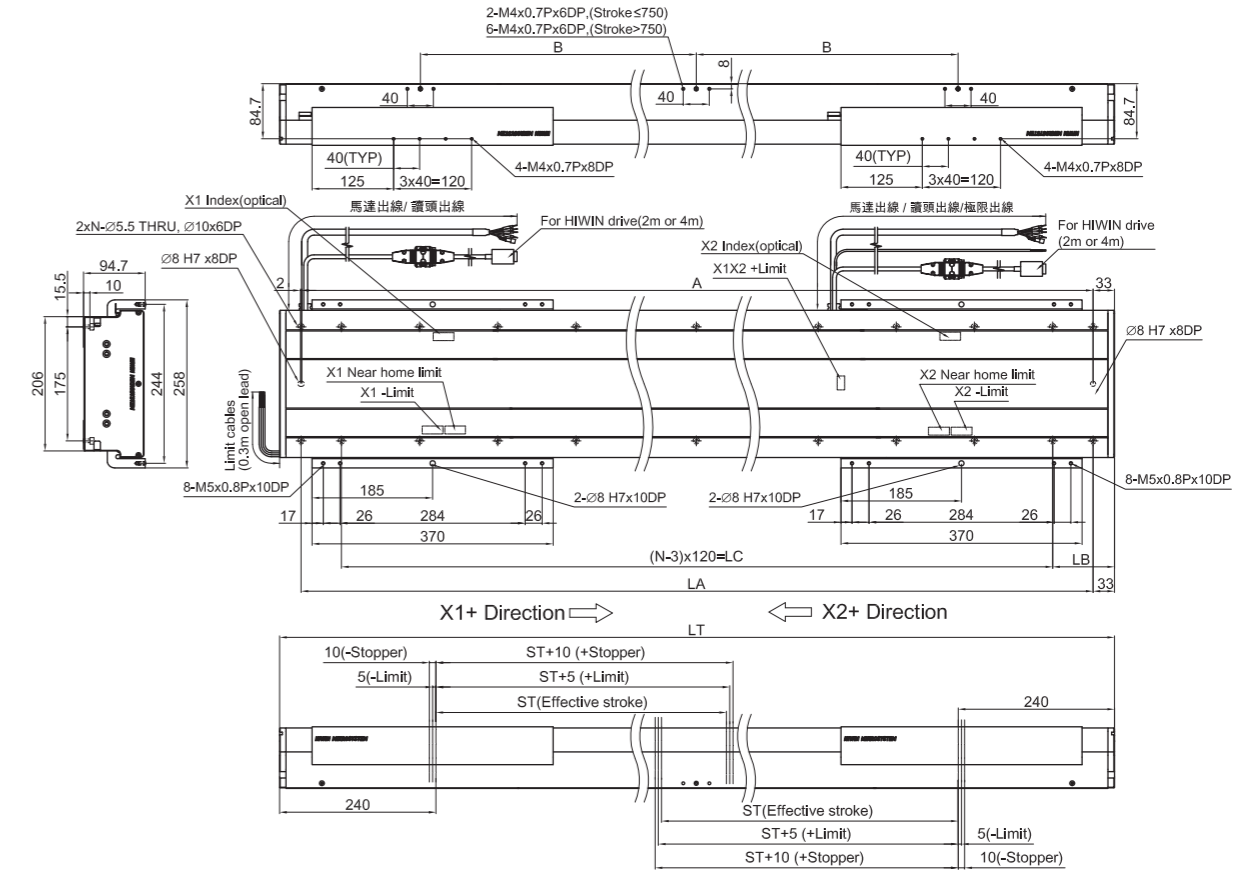 2-M4x0.7Px6DP,(Stroke≤750)
6-M4x0.7Px6DP,(Stroke>750)
B
B
8
84.7
40
40
40
84.7
40(TYP)
125
3x40=120
4-M4x0.7Px8DP
40(TYP)
125
3x40=120
4-M4x0.7Px8DP
X1 Index(optical)
馬達出線/ 讀頭出線
馬達出線 / 讀頭出線/極限出線
2xN-Ø5.5 THRU, Ø10x6DP
For HIWIN drive(2m or 4m)
For HIWIN drive
(2m or 4m)
X2 Index(optical)
X1X2 +Limit
Ø8 H7 x8DP
94.7
15.5
10
2
A
33
Ø8 H7 x8DP
206
175
244
258
X1 Near home limit
X1 -Limit
X2 Near home limit
X2 -Limit
Limit cables
(0.3m open lead)
8-M5x0.8Px10DP
185
2-Ø8 H7x10DP
2-Ø8 H7x10DP
185
8-M5x0.8Px10DP
17
26
284
26
17
26
284
26
370
370
(N-3)x120=LC
LB
LA
33
X1+ Direction
X2+ Direction
LT
10(-Stopper)
ST+10 (+Stopper)
5(-Limit)
ST+5 (+Limit)
ST(Effective stroke)
240
240
ST(Effective stroke)
ST+5 (+Limit)
5(-Limit)
ST+10 (+Stopper)
10(-Stopper)